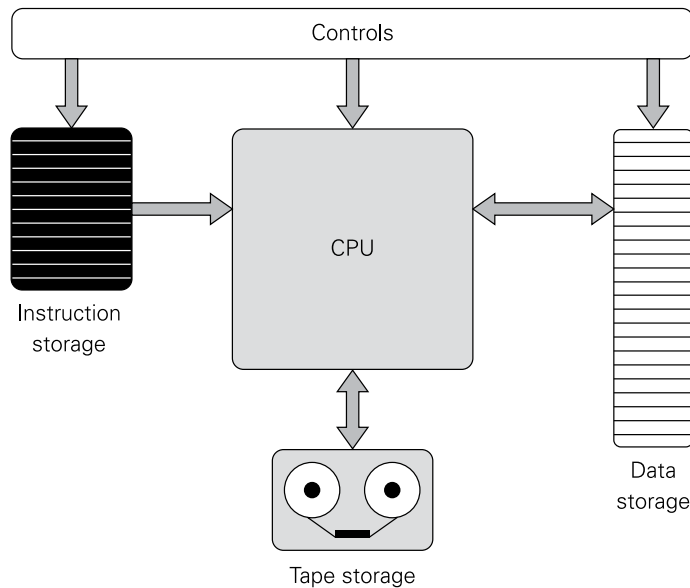 Controls
CPU
Instruction
storage
Data
storage
Tape storage